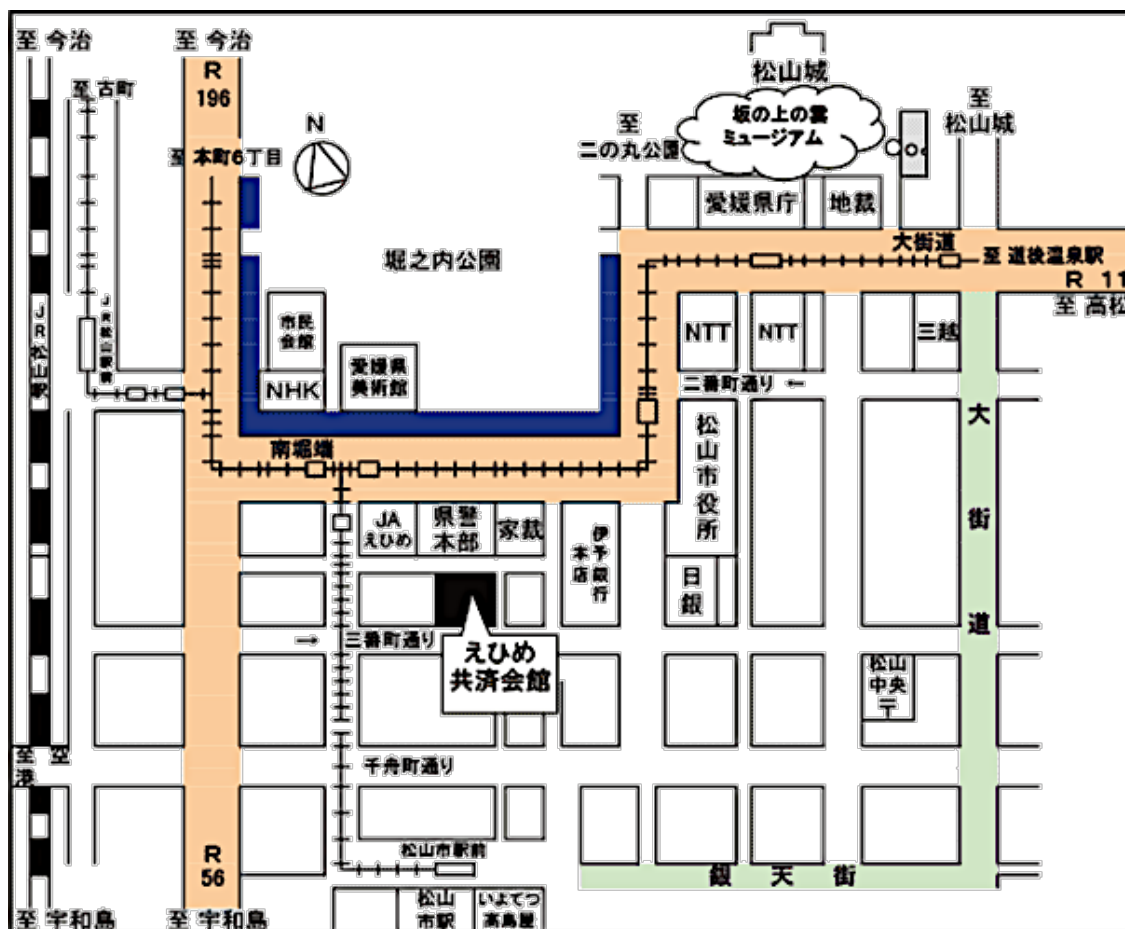 至 今治
至 今治
R
196
至 古町
至 本町6丁目
N
松山城
坂の上の雲
ミュージアム
至
松山城
至
二の丸公園
愛媛県庁
地裁
大街道
至 道後温泉駅
R 11
至 高松
堀之内公園
市民
会館
NHK
愛媛県
美術館
JR松山駅
JR松山駅前
NTT
NTT
三越
二番町通り ←
南堀端
松山市役所
大街道
JA
えひめ
県警
本部
家裁
伊予銀行
本店
日銀
→ 三番町通り
えひめ
共済会館
松山
中央
〒
至 空港
千舟町通り
松山市駅前
R
56
銀天街
至 宇和島
至 宇和島
松山
市駅
いよてつ
高島屋